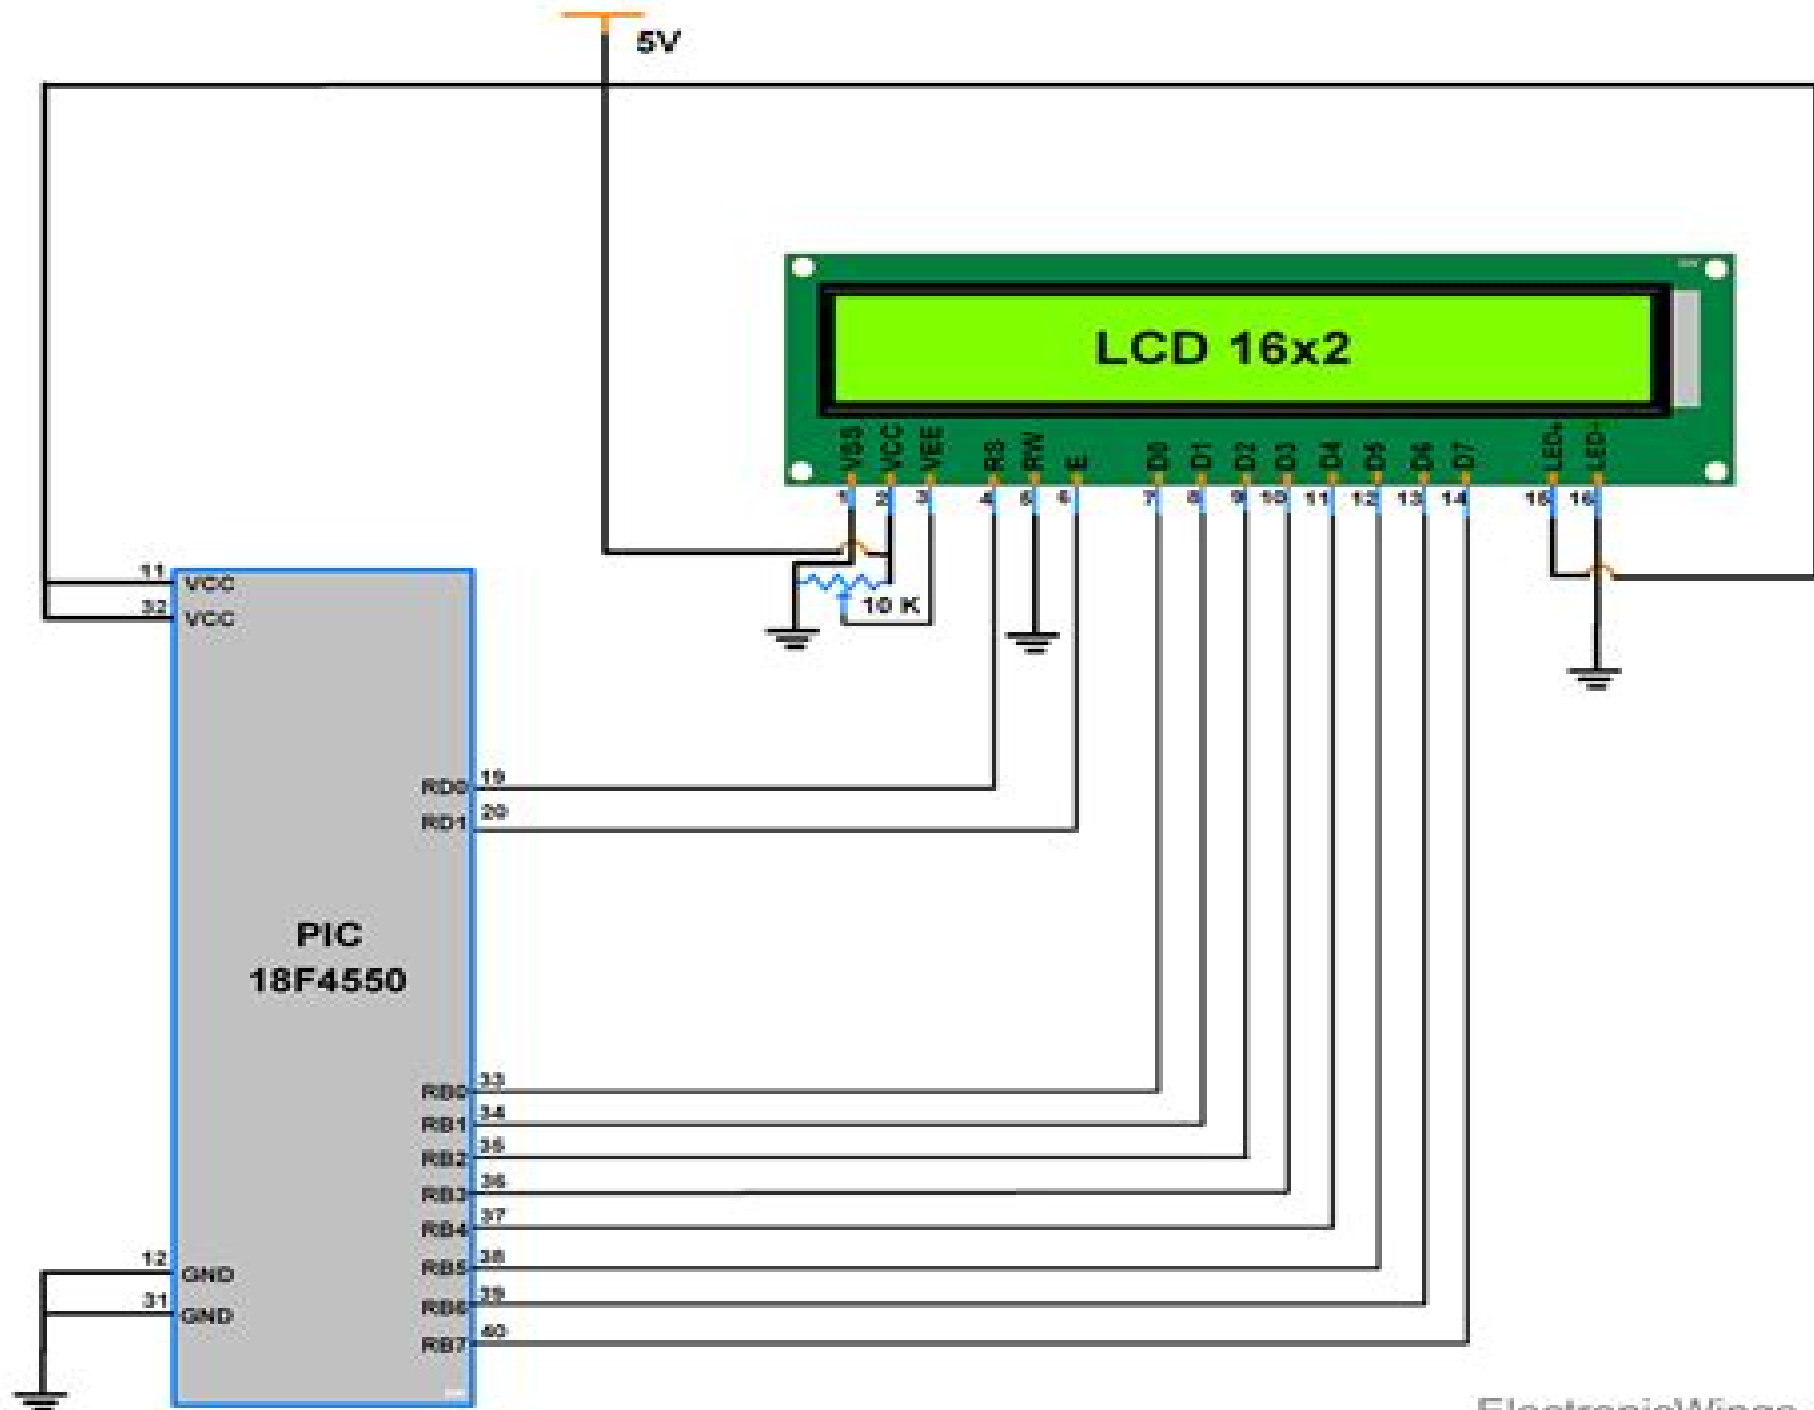 5V
LCD 16x2
VSS VCC VEE RS RW E D0 D1 D2 D3 D4 D5 D6 D7 LED+ LED-
1 2 3 4 5 6 7 8 9 10 11 12 13 14 15 16
10 K
11 VCC
32 VCC
RD0 19
RD1 20
PIC
18F4550
RB0 33
RB1 34
RB2 35
RB3 36
RB4 37
12 GND
RB5 38
31 GND
RB6 39
RB7 40
ElectronicWings